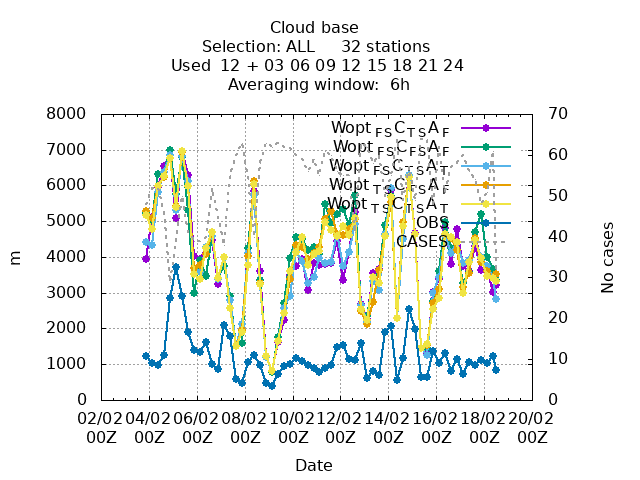 Cloud base
Selection: ALL 32 stations
Used 12 + 03 06 09 12 15 18 21 24
Averaging window: 6h
8000
7000
6000
5000
4000
3000
2000
1000
0
m
70
60
50
40
30
20
10
0
No cases
Wopt FS C TS A F
Wopt FS C FS A F
Wopt FS C TS A T
Wopt TS C FS A F
Wopt TS C TS A T
OBS
CASES
02/02 04/02 06/02 08/02 10/02 12/02 14/02 16/02 18/02 20/02
00Z 00Z 00Z 00Z 00Z 00Z 00Z 00Z 00Z 00Z
Date